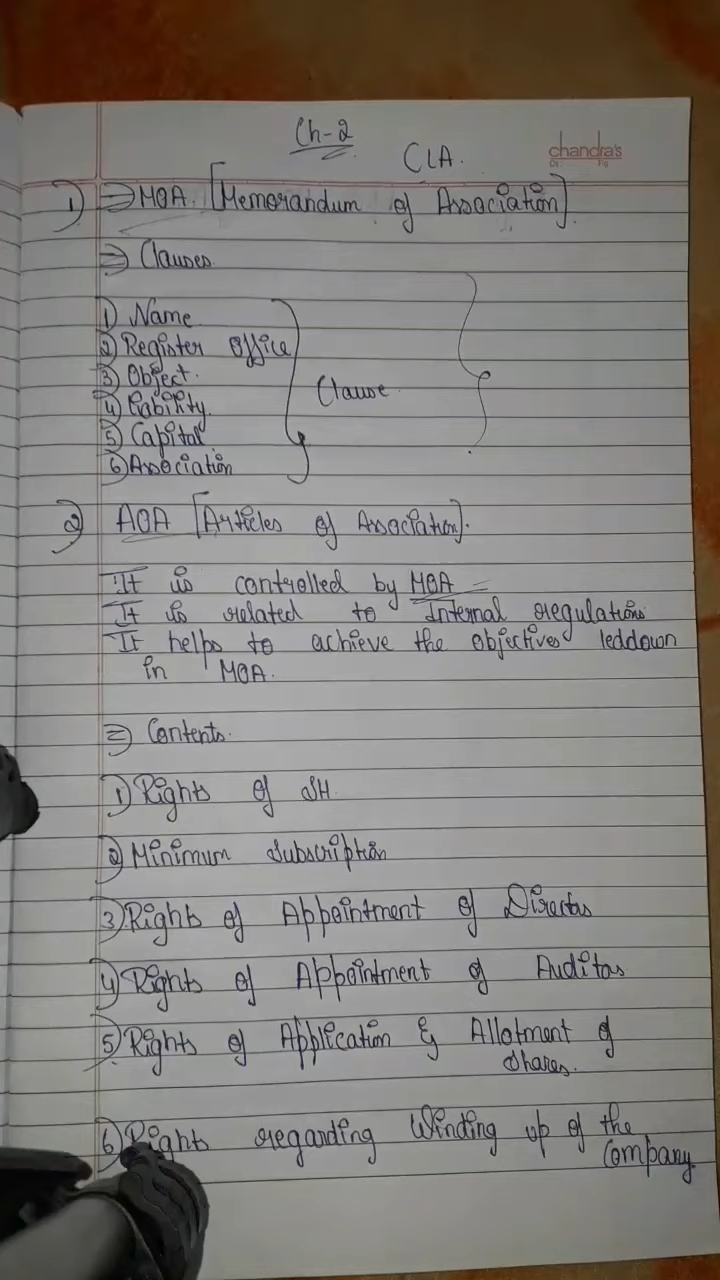 Ch-2
CLA.
chandra's
1) => MOA. [Memorandum of Association].
=> Clauses.
1) Name
2) Register office
3) Object.
Clause.
4) Liability.
5) Capital
6) Association
2) AOA [Articles of Association].
It is controlled by MOA
It is related to Internal regulations
It helps to achieve the objectives leddown
in MOA.
=> Contents.
1) Rights of SH.
2) Minimum Subscription
3) Rights of Appointment of Directors
4) Rights of Appointment of Auditors
5) Rights of Application & Allotment of
Shares.
6) Rights regarding Winding up of the
Company